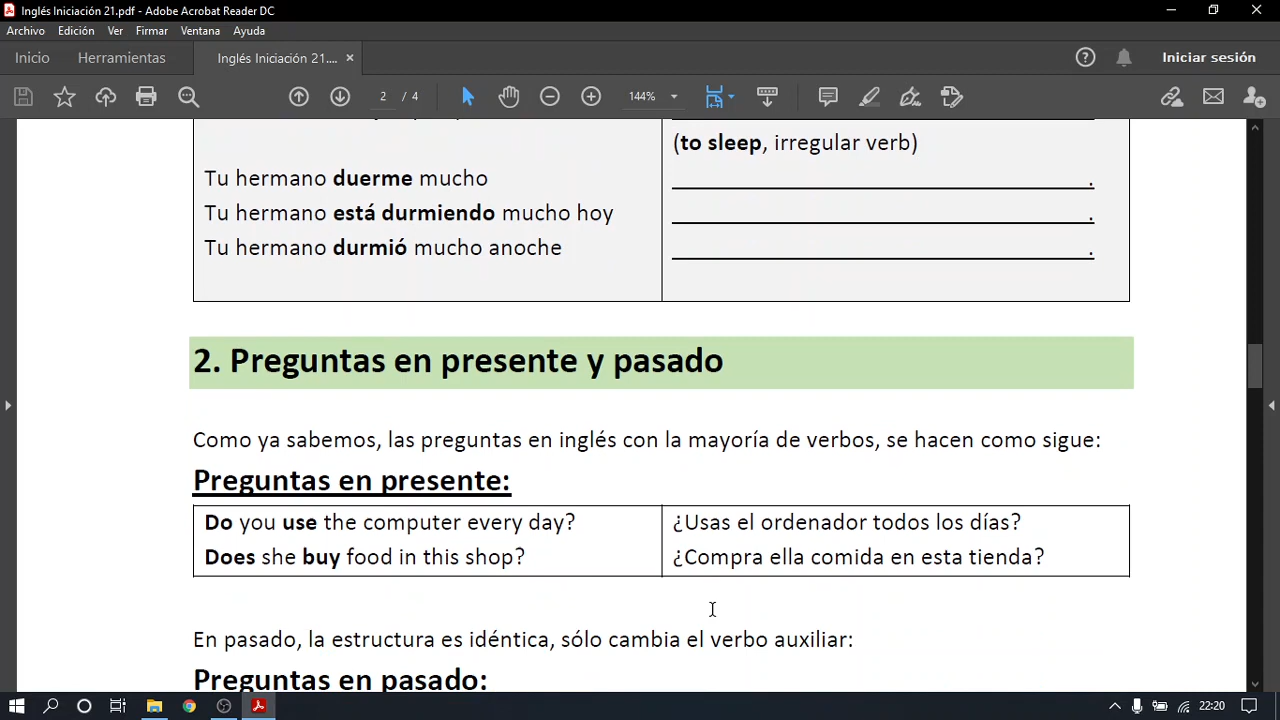 Inglés Iniciación 21.pdf - Adobe Acrobat Reader DC
Archivo Edición Ver Firmar Ventana Ayuda
Inicio Herramientas Inglés Iniciación 21.... × Iniciar sesión
2 / 4 144%
(to sleep, irregular verb)
Tu hermano duerme mucho
.
Tu hermano está durmiendo mucho hoy
.
Tu hermano durmió mucho anoche
.
2. Preguntas en presente y pasado
Como ya sabemos, las preguntas en inglés con la mayoría de verbos, se hacen como sigue:
Preguntas en presente:
Do you use the computer every day? ¿Usas el ordenador todos los días?
Does she buy food in this shop? ¿Compra ella comida en esta tienda?
En pasado, la estructura es idéntica, sólo cambia el verbo auxiliar:
Preguntas en pasado:
22:20